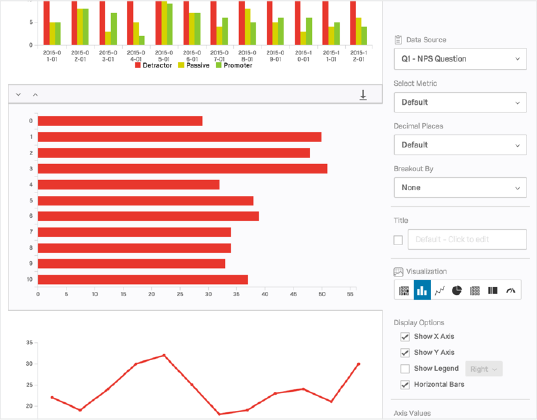 5
0
2015-0 2015-0 2015-0 2015-0 2015-0 2015-0 2015-0 2015-0 2015-0 2015-1 2015-1 2015-1
1-01 2-01 3-01 4-01 5-01 6-01 7-01 8-01 9-01 0-01 1-01 2-01
Detractor Passive Promoter
0
1
2
3
4
5
6
7
8
9
10
0 5 10 15 20 25 30 35 40 45 50 55
35
30
25
20
Data Source
Q1 - NPS Question
Select Metric
Default
Decimal Places
Default
Breakout By
None
Title
Default - Click to edit
Visualization
Display Options
Show X Axis
Show Y Axis
Show Legend Right
Horizontal Bars
Axis Values